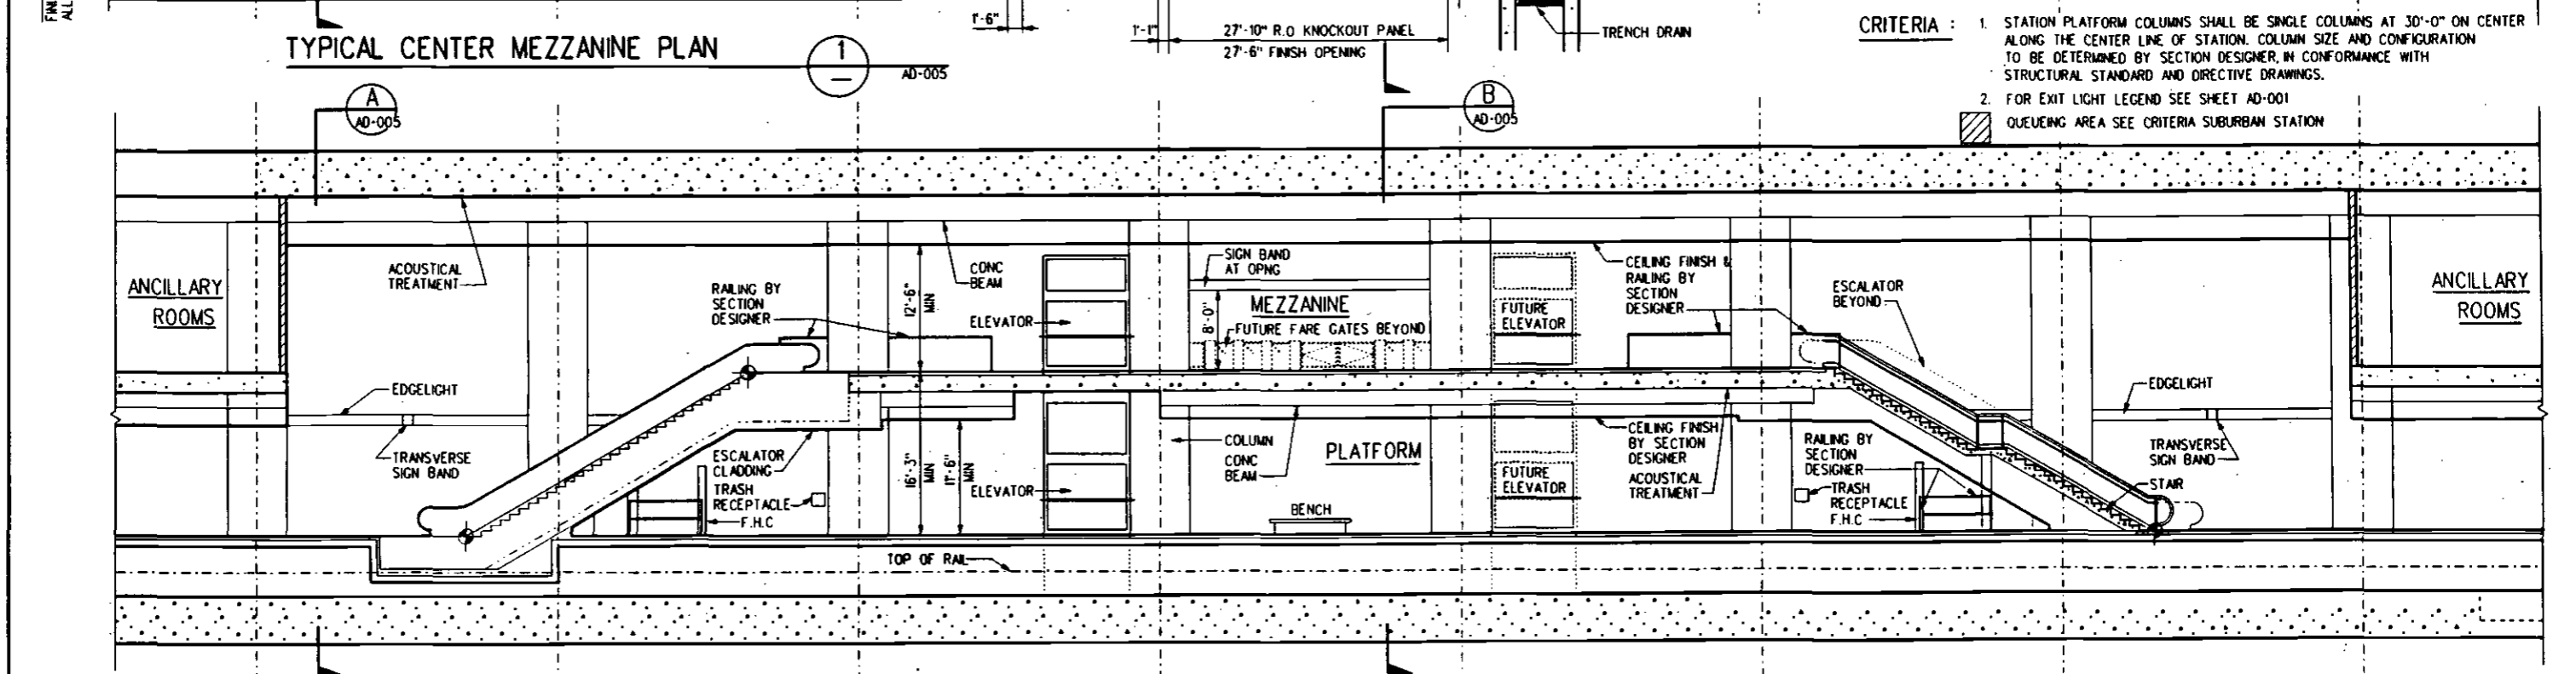 FIN
ALL
1'-6"
1'-1"
27'-10" R.O KNOCKOUT PANEL
27'-6" FINISH OPENING
TRENCH DRAIN
TYPICAL CENTER MEZZANINE PLAN
1
—
AD-005
CRITERIA :
1. STATION PLATFORM COLUMNS SHALL BE SINGLE COLUMNS AT 30'-0" ON CENTER
ALONG THE CENTER LINE OF STATION. COLUMN SIZE AND CONFIGURATION
TO BE DETERMINED BY SECTION DESIGNER, IN CONFORMANCE WITH
STRUCTURAL STANDARD AND DIRECTIVE DRAWINGS.
2. FOR EXIT LIGHT LEGEND SEE SHEET AD-001
QUEUEING AREA SEE CRITERIA SUBURBAN STATION
A
AD-005
B
AD-005
ANCILLARY
ROOMS
ACOUSTICAL
TREATMENT
RAILING BY
SECTION
DESIGNER
12'-6"
MIN
CONC
BEAM
ELEVATOR
SIGN BAND
AT OPNG
8'-0"
MEZZANINE
FUTURE FARE GATES BEYOND
FUTURE
ELEVATOR
CEILING FINISH &
RAILING BY
SECTION
DESIGNER
ESCALATOR
BEYOND
ANCILLARY
ROOMS
EDGELIGHT
TRANSVERSE
SIGN BAND
ESCALATOR
CLADDING
TRASH
RECEPTACLE
F.H.C
16'-3"
MIN
11'-6"
MIN
ELEVATOR
COLUMN
CONC
BEAM
PLATFORM
BENCH
FUTURE
ELEVATOR
CEILING FINISH
BY SECTION
DESIGNER
ACOUSTICAL
TREATMENT
RAILING BY
SECTION
DESIGNER
TRASH
RECEPTACLE
F.H.C
STAIR
EDGELIGHT
TRANSVERSE
SIGN BAND
TOP OF RAIL